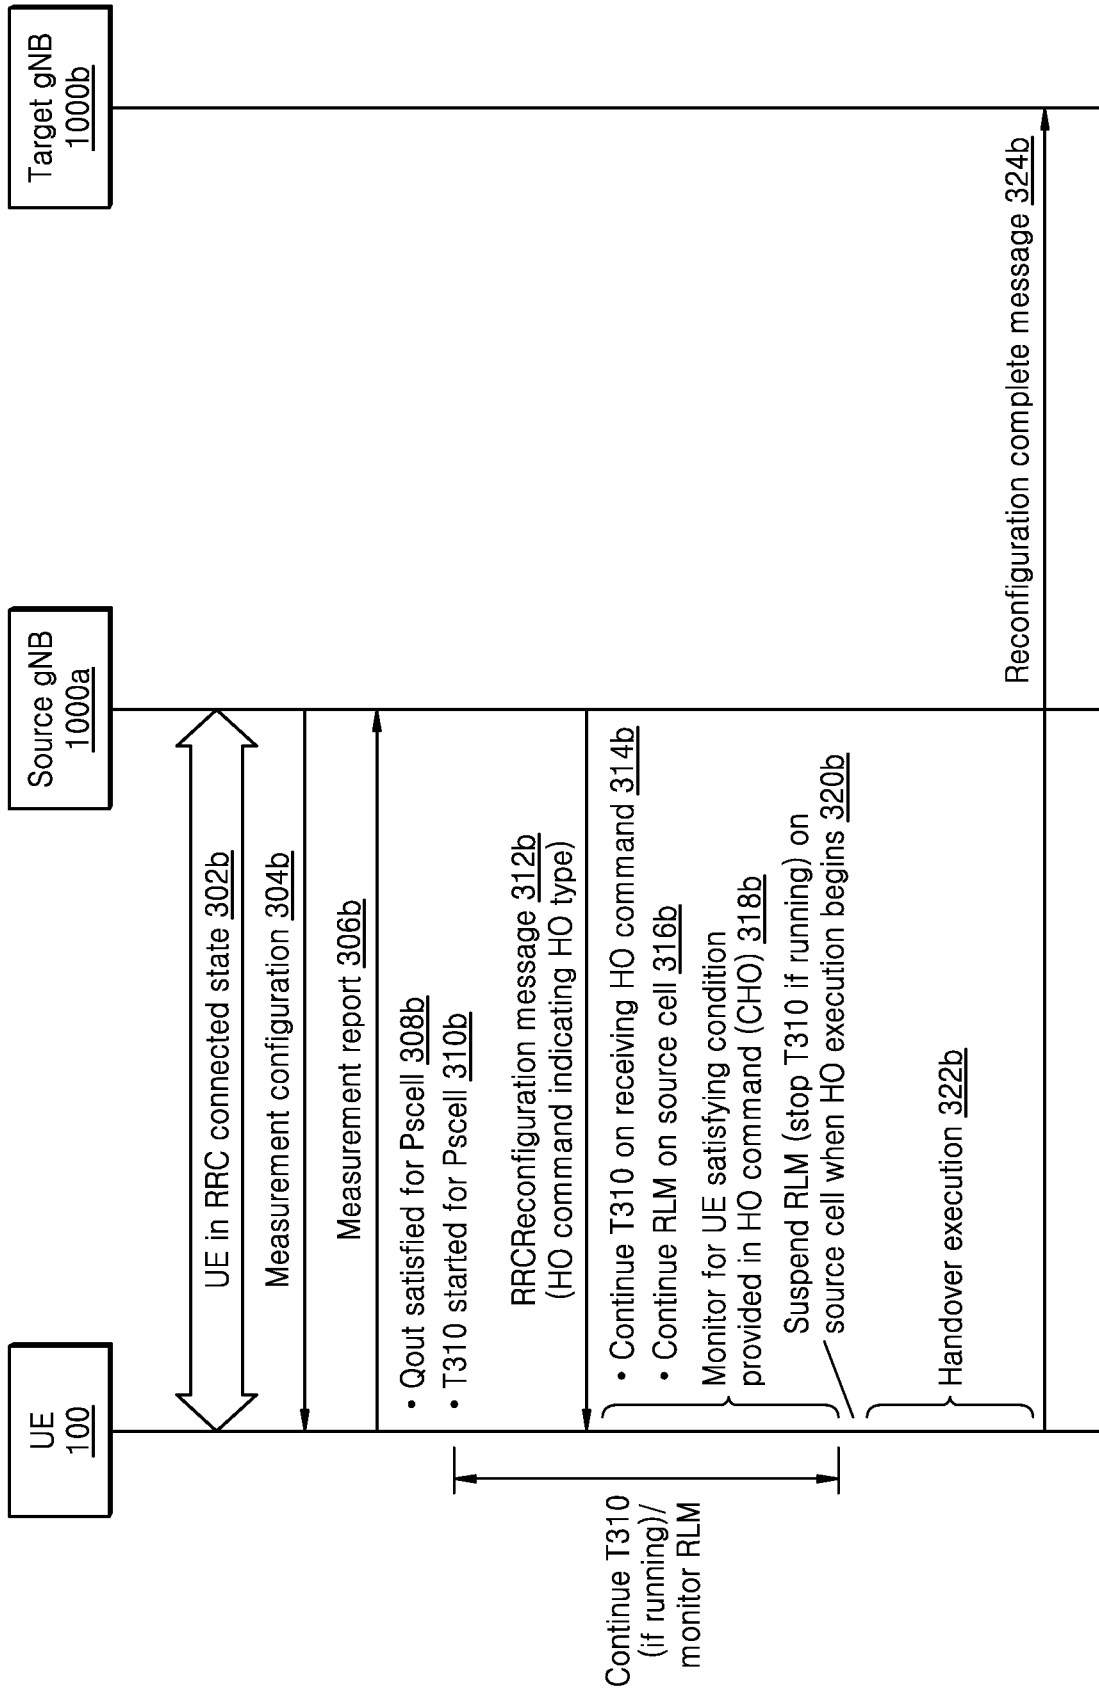 UE
100
Source gNB
1000a
Target gNB
1000b
UE in RRC connected state 302b
Measurement configuration 304b
Measurement report 306b
• Qout satisfied for Pscell 308b
• T310 started for Pscell 310b
RRCReconfiguration message 312b
(HO command indicating HO type)
Continue T310
(if running)/
monitor RLM
• Continue T310 on receiving HO command 314b
• Continue RLM on source cell 316b
Monitor for UE satisfying condition
provided in HO command (CHO) 318b
Suspend RLM (stop T310 if running) on
source cell when HO execution begins 320b
Handover execution 322b
Reconfiguration complete message 324b